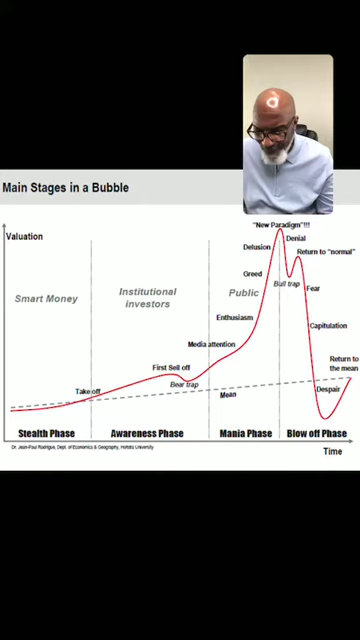 Main Stages in a Bubble
"New Paradigm"!!!
Valuation
Denial
Delusion
Return to "normal"
Greed
Bull trap
Smart Money
Institutional
investors
Public
Fear
Enthusiasm
Capitulation
Media attention
First Sell off
Bear trap
Return to
the mean
Take off
Mean
Despair
Stealth Phase
Awareness Phase
Mania Phase
Blow off Phase
Dr. Jean-Paul Rodrigue, Dept. of Economics & Geography, Hofstra University
Time